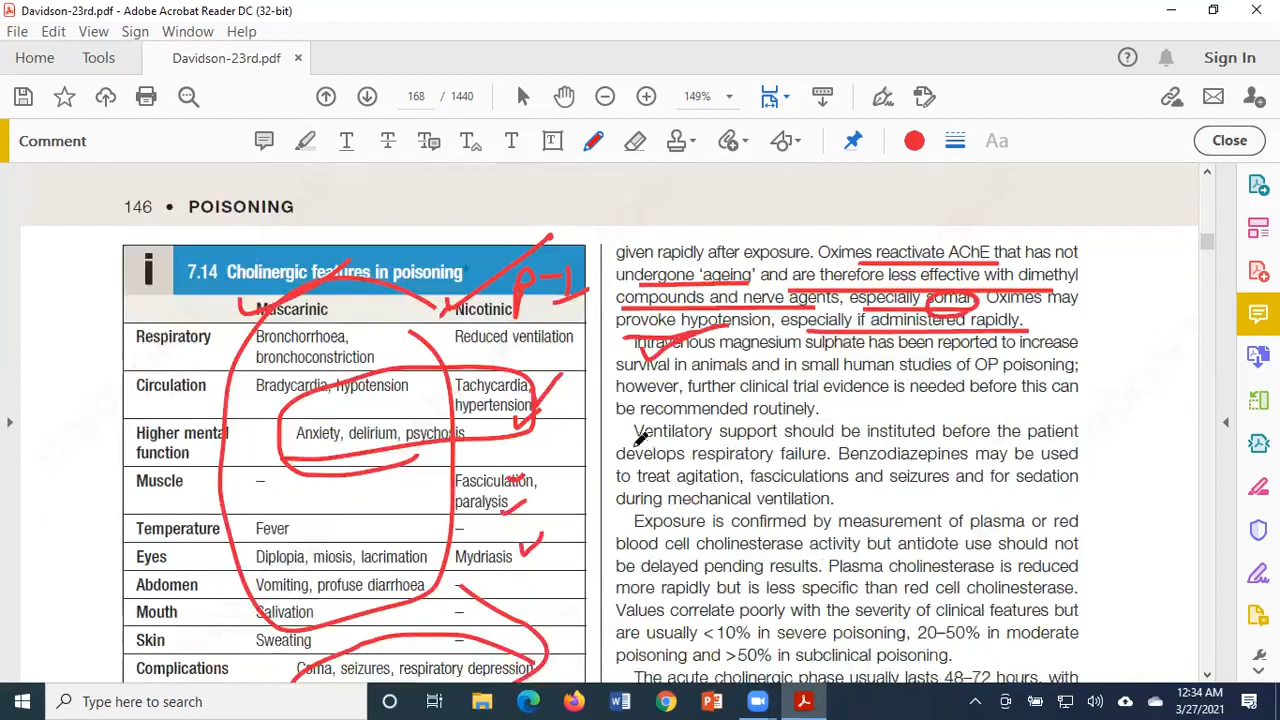 Davidson-23rd.pdf - Adobe Acrobat Reader DC (32-bit)
File Edit View Sign Window Help
Home Tools Davidson-23rd.pdf × Sign In
168 / 1440 149%
Comment Aa Close
146 • POISONING
i 7.14 Cholinergic features in poisoning*
p-1
Muscarinic Nicotinic
Respiratory Bronchorrhoea, Reduced ventilation
bronchoconstriction
Circulation Bradycardia, hypotension Tachycardia,
hypertension
Higher mental Anxiety, delirium, psychosis
function
Muscle – Fasciculation,
paralysis
Temperature Fever –
Eyes Diplopia, miosis, lacrimation Mydriasis
Abdomen Vomiting, profuse diarrhoea –
Mouth Salivation –
Skin Sweating –
Complications Coma, seizures, respiratory depression
given rapidly after exposure. Oximes reactivate AChE that has not
undergone ‘ageing’ and are therefore less effective with dimethyl
compounds and nerve agents, especially soman. Oximes may
provoke hypotension, especially if administered rapidly.
Intravenous magnesium sulphate has been reported to increase
survival in animals and in small human studies of OP poisoning;
however, further clinical trial evidence is needed before this can
be recommended routinely.
Ventilatory support should be instituted before the patient
develops respiratory failure. Benzodiazepines may be used
to treat agitation, fasciculations and seizures and for sedation
during mechanical ventilation.
Exposure is confirmed by measurement of plasma or red
blood cell cholinesterase activity but antidote use should not
be delayed pending results. Plasma cholinesterase is reduced
more rapidly but is less specific than red cell cholinesterase.
Values correlate poorly with the severity of clinical features but
are usually <10% in severe poisoning, 20–50% in moderate
poisoning and >50% in subclinical poisoning.
The acute cholinergic phase usually lasts 48–72 hours, with
Type here to search
12:34 AM
3/27/2021